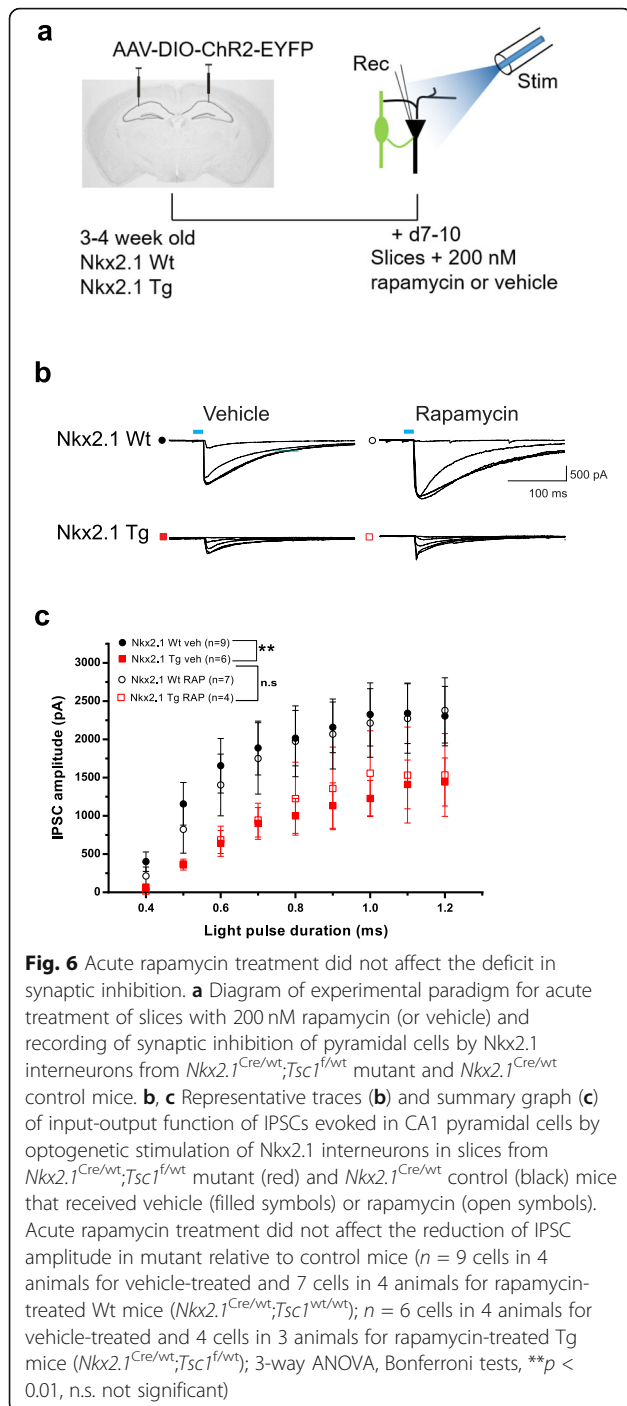 a
AAV-DIO-ChR2-EYFP
Rec
Stim
3-4 week old
Nkx2.1 Wt
Nkx2.1 Tg
+ d7-10
Slices + 200 nM
rapamycin or vehicle
b
Vehicle
Rapamycin
Nkx2.1 Wt
500 pA
100 ms
Nkx2.1 Tg
c
Nkx2.1 Wt veh (n=9)
**
Nkx2.1 Tg veh (n=6)
n.s
Nkx2.1 Wt RAP (n=7)
Nkx2.1 Tg RAP (n=4)
IPSC amplitude (pA)
3000
2500
2000
1500
1000
500
0
0.4 0.6 0.8 1.0 1.2
Light pulse duration (ms)
Fig. 6 Acute rapamycin treatment did not affect the deficit in
synaptic inhibition. a Diagram of experimental paradigm for acute
treatment of slices with 200 nM rapamycin (or vehicle) and
recording of synaptic inhibition of pyramidal cells by Nkx2.1
interneurons from Nkx2.1Cre/wt;Tsc1f/wt mutant and Nkx2.1Cre/wt
control mice. b, c Representative traces (b) and summary graph (c)
of input-output function of IPSCs evoked in CA1 pyramidal cells by
optogenetic stimulation of Nkx2.1 interneurons in slices from
Nkx2.1Cre/wt;Tsc1f/wt mutant (red) and Nkx2.1Cre/wt control (black) mice
that received vehicle (filled symbols) or rapamycin (open symbols).
Acute rapamycin treatment did not affect the reduction of IPSC
amplitude in mutant relative to control mice (n = 9 cells in 4
animals for vehicle-treated and 7 cells in 4 animals for rapamycin-
treated Wt mice (Nkx2.1Cre/wt;Tsc1wt/wt); n = 6 cells in 4 animals for
vehicle-treated and 4 cells in 3 animals for rapamycin-treated Tg
mice (Nkx2.1Cre/wt;Tsc1f/wt); 3-way ANOVA, Bonferroni tests, **p <
0.01, n.s. not significant)